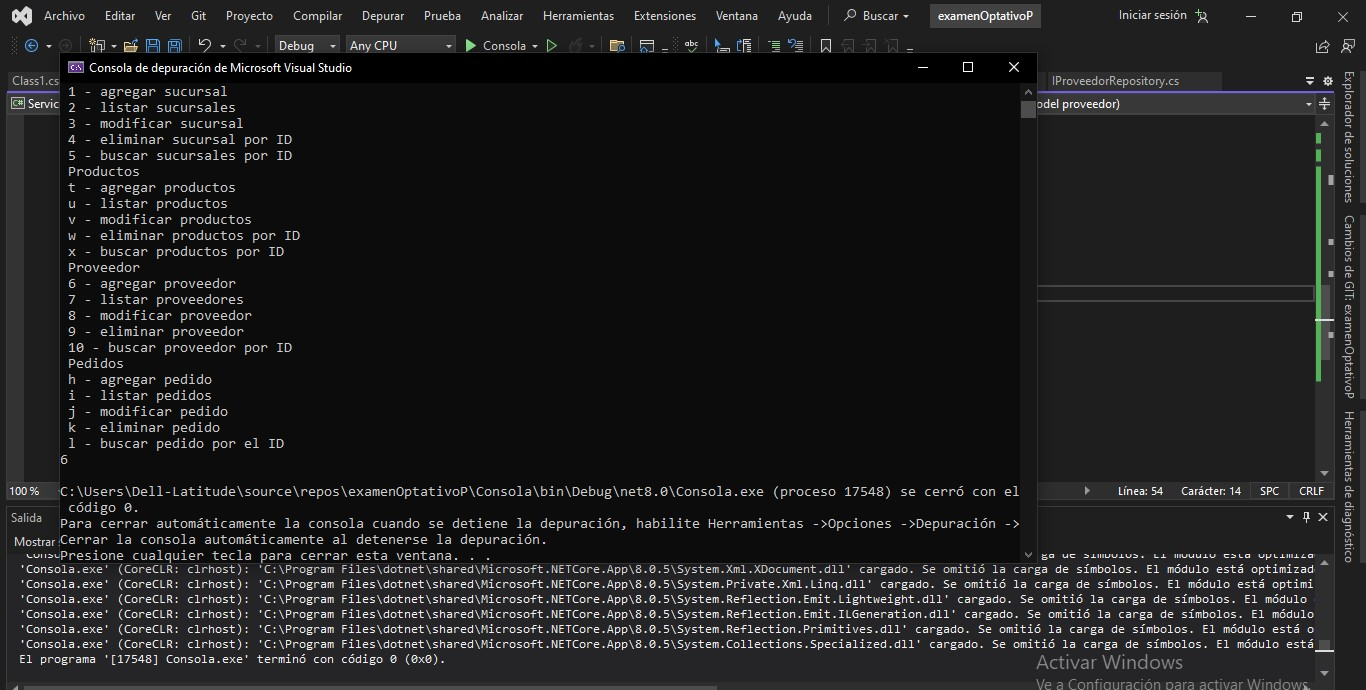 Archivo Editar Ver Git Proyecto Compilar Depurar Prueba Analizar Herramientas Extensiones Ventana Ayuda Buscar examenOptativoP Iniciar sesión
Debug Any CPU Consola
Consola de depuración de Microsoft Visual Studio
Class1.cs IProveedorRepository.cs
Servic odel proveedor)
1 - agregar sucursal
2 - listar sucursales
3 - modificar sucursal
4 - eliminar sucursal por ID
5 - buscar sucursales por ID
Productos
t - agregar productos
u - listar productos
v - modificar productos
w - eliminar productos por ID
x - buscar productos por ID
Proveedor
6 - agregar proveedor
7 - listar proveedores
8 - modificar proveedor
9 - eliminar proveedor
10 - buscar proveedor por ID
Pedidos
h - agregar pedido
i - listar pedidos
j - modificar pedido
k - eliminar pedido
l - buscar pedido por el ID
6
C:\Users\Dell-Latitude\source\repos\examenOptativoP\Consola\bin\Debug\net8.0\Consola.exe (proceso 17548) se cerró con el
código 0.
Para cerrar automáticamente la consola cuando se detiene la depuración, habilite Herramientas ->Opciones ->Depuración ->
Cerrar la consola automáticamente al detenerse la depuración.
Presione cualquier tecla para cerrar esta ventana. . .
Explorador de soluciones
Cambios de GIT: examenOptativoP
Herramientas de diagnóstico
100 % Línea: 54 Carácter: 14 SPC CRLF
Salida
Mostrar
ga de símbolos. El módulo está optimiza
'Consola.exe' (CoreCLR: clrhost): 'C:\Program Files\dotnet\shared\Microsoft.NETCore.App\8.0.5\System.Xml.XDocument.dll' cargado. Se omitió la carga de símbolos. El módulo está optimizad
'Consola.exe' (CoreCLR: clrhost): 'C:\Program Files\dotnet\shared\Microsoft.NETCore.App\8.0.5\System.Private.Xml.Linq.dll' cargado. Se omitió la carga de símbolos. El módulo está optimi
'Consola.exe' (CoreCLR: clrhost): 'C:\Program Files\dotnet\shared\Microsoft.NETCore.App\8.0.5\System.Reflection.Emit.Lightweight.dll' cargado. Se omitió la carga de símbolos. El módulo
'Consola.exe' (CoreCLR: clrhost): 'C:\Program Files\dotnet\shared\Microsoft.NETCore.App\8.0.5\System.Reflection.Emit.ILGeneration.dll' cargado. Se omitió la carga de símbolos. El módulo
'Consola.exe' (CoreCLR: clrhost): 'C:\Program Files\dotnet\shared\Microsoft.NETCore.App\8.0.5\System.Reflection.Primitives.dll' cargado. Se omitió la carga de símbolos. El módulo está o
'Consola.exe' (CoreCLR: clrhost): 'C:\Program Files\dotnet\shared\Microsoft.NETCore.App\8.0.5\System.Collections.Specialized.dll' cargado. Se omitió la carga de símbolos. El módulo está
El programa '[17548] Consola.exe' terminó con código 0 (0x0).
Activar Windows
Ve a Configuración para activar Windows.